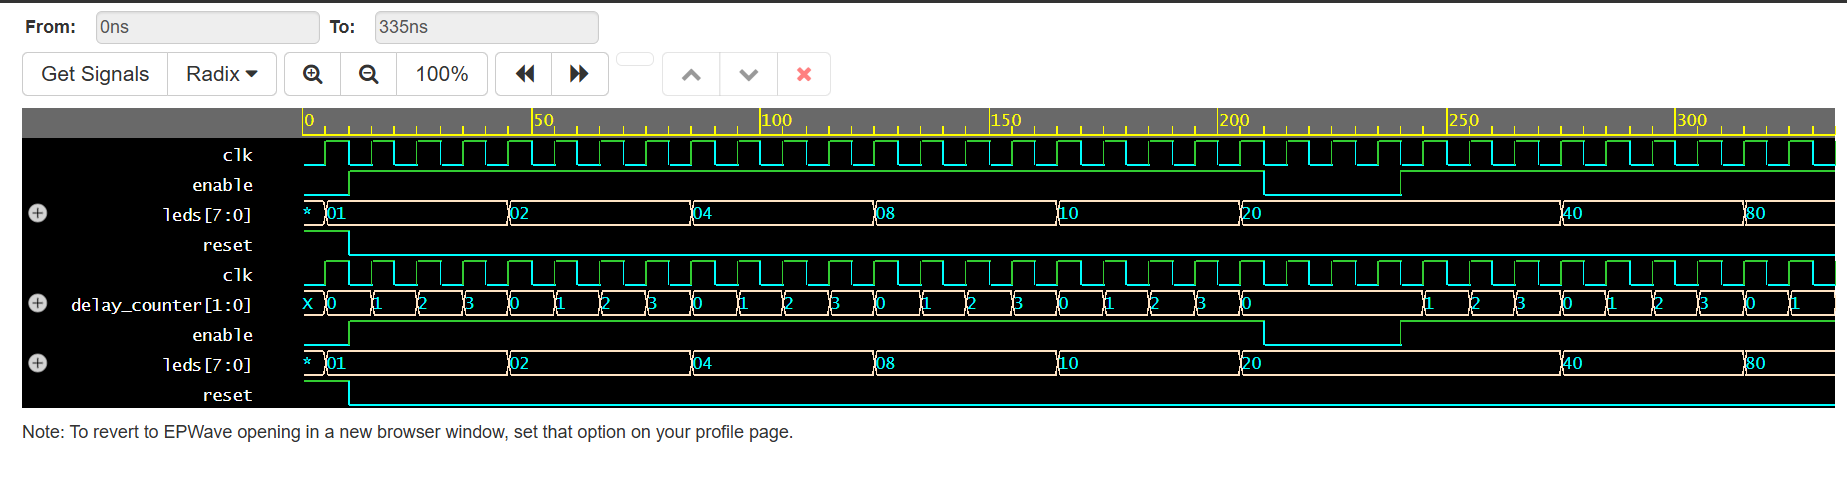 From: 0ns To: 335ns
Get Signals Radix 100%
0 50 100 150 200 250 300
clk
enable
leds[7:0] * 01 02 04 08 10 20 40 80
reset
clk
delay_counter[1:0] X 0 1 2 3 0 1 2 3 0 1 2 3 0 1 2 3 0 1 2 3 0 1 2 3 0 1 2 3 0 1
enable
leds[7:0] * 01 02 04 08 10 20 40 80
reset
Note: To revert to EPWave opening in a new browser window, set that option on your profile page.